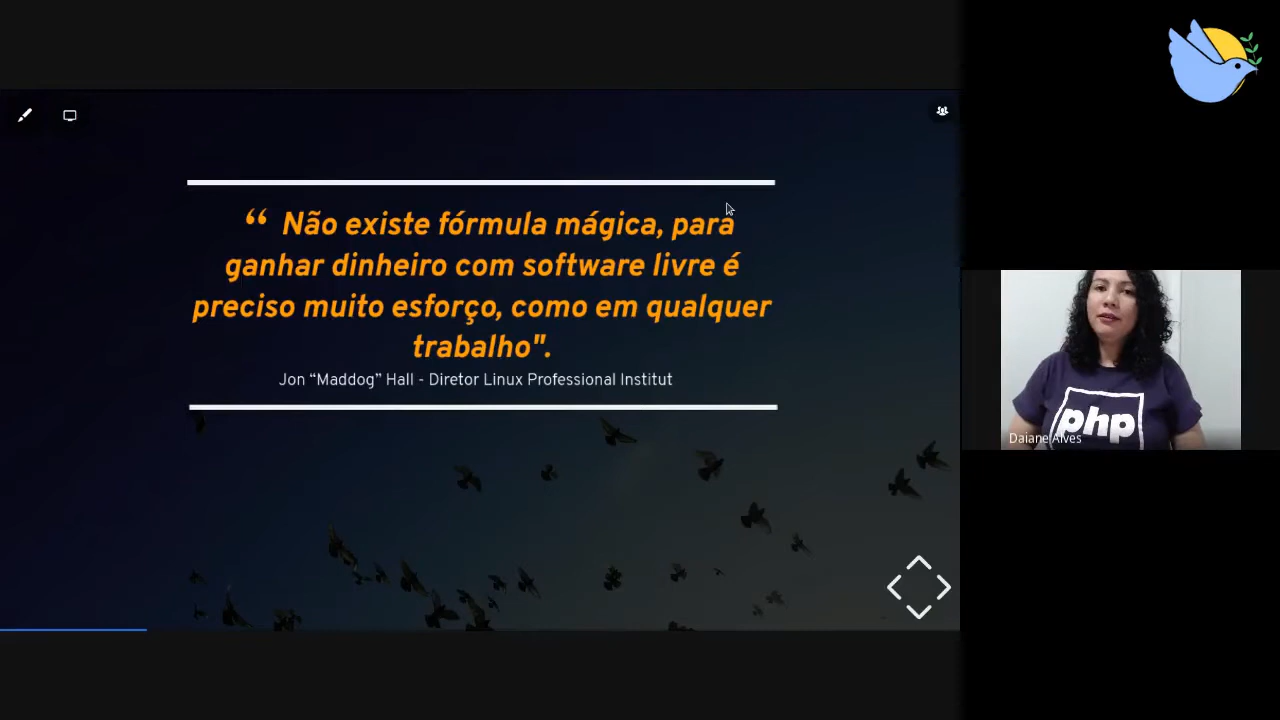 “ Não existe fórmula mágica, para
ganhar dinheiro com software livre é
preciso muito esforço, como em qualquer
trabalho".
Jon “Maddog” Hall - Diretor Linux Professional Institut
php
Daiane Alves